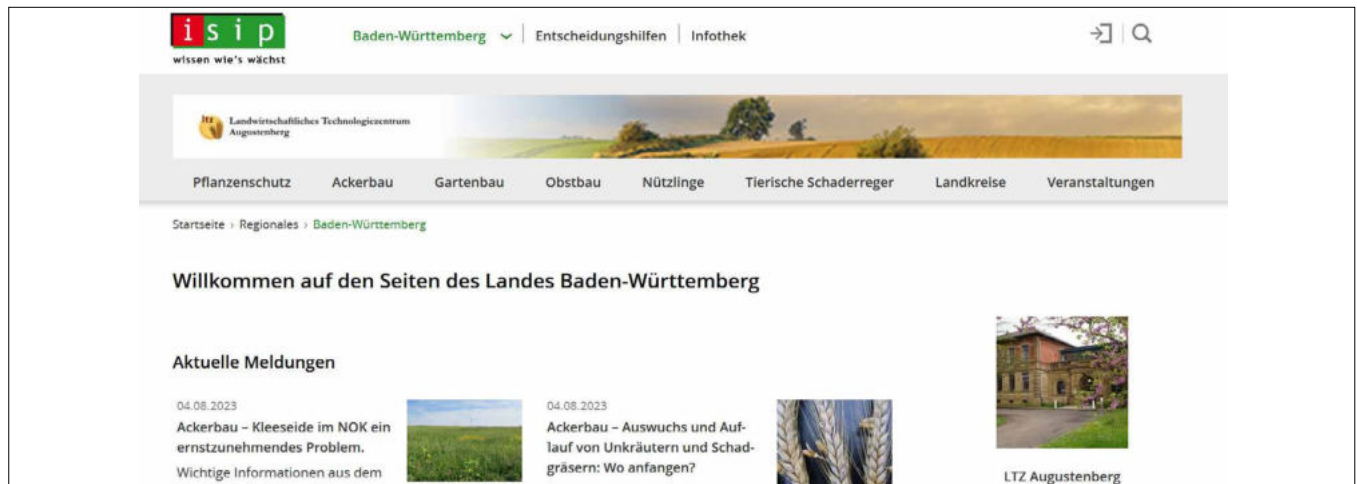 isip
wissen wie's wächst
Baden-Württemberg Entscheidungshilfen Infothek
ltz Landwirtschaftliches Technologiezentrum
Augustenberg
Pflanzenschutz Ackerbau Gartenbau Obstbau Nützlinge Tierische Schaderreger Landkreise Veranstaltungen
Startseite › Regionales › Baden-Württemberg
Willkommen auf den Seiten des Landes Baden-Württemberg
Aktuelle Meldungen
04.08.2023
Ackerbau – Kleeseide im NOK ein
ernstzunehmendes Problem.
Wichtige Informationen aus dem
04.08.2023
Ackerbau – Auswuchs und Auf-
lauf von Unkräutern und Schad-
gräsern: Wo anfangen?
LTZ Augustenberg